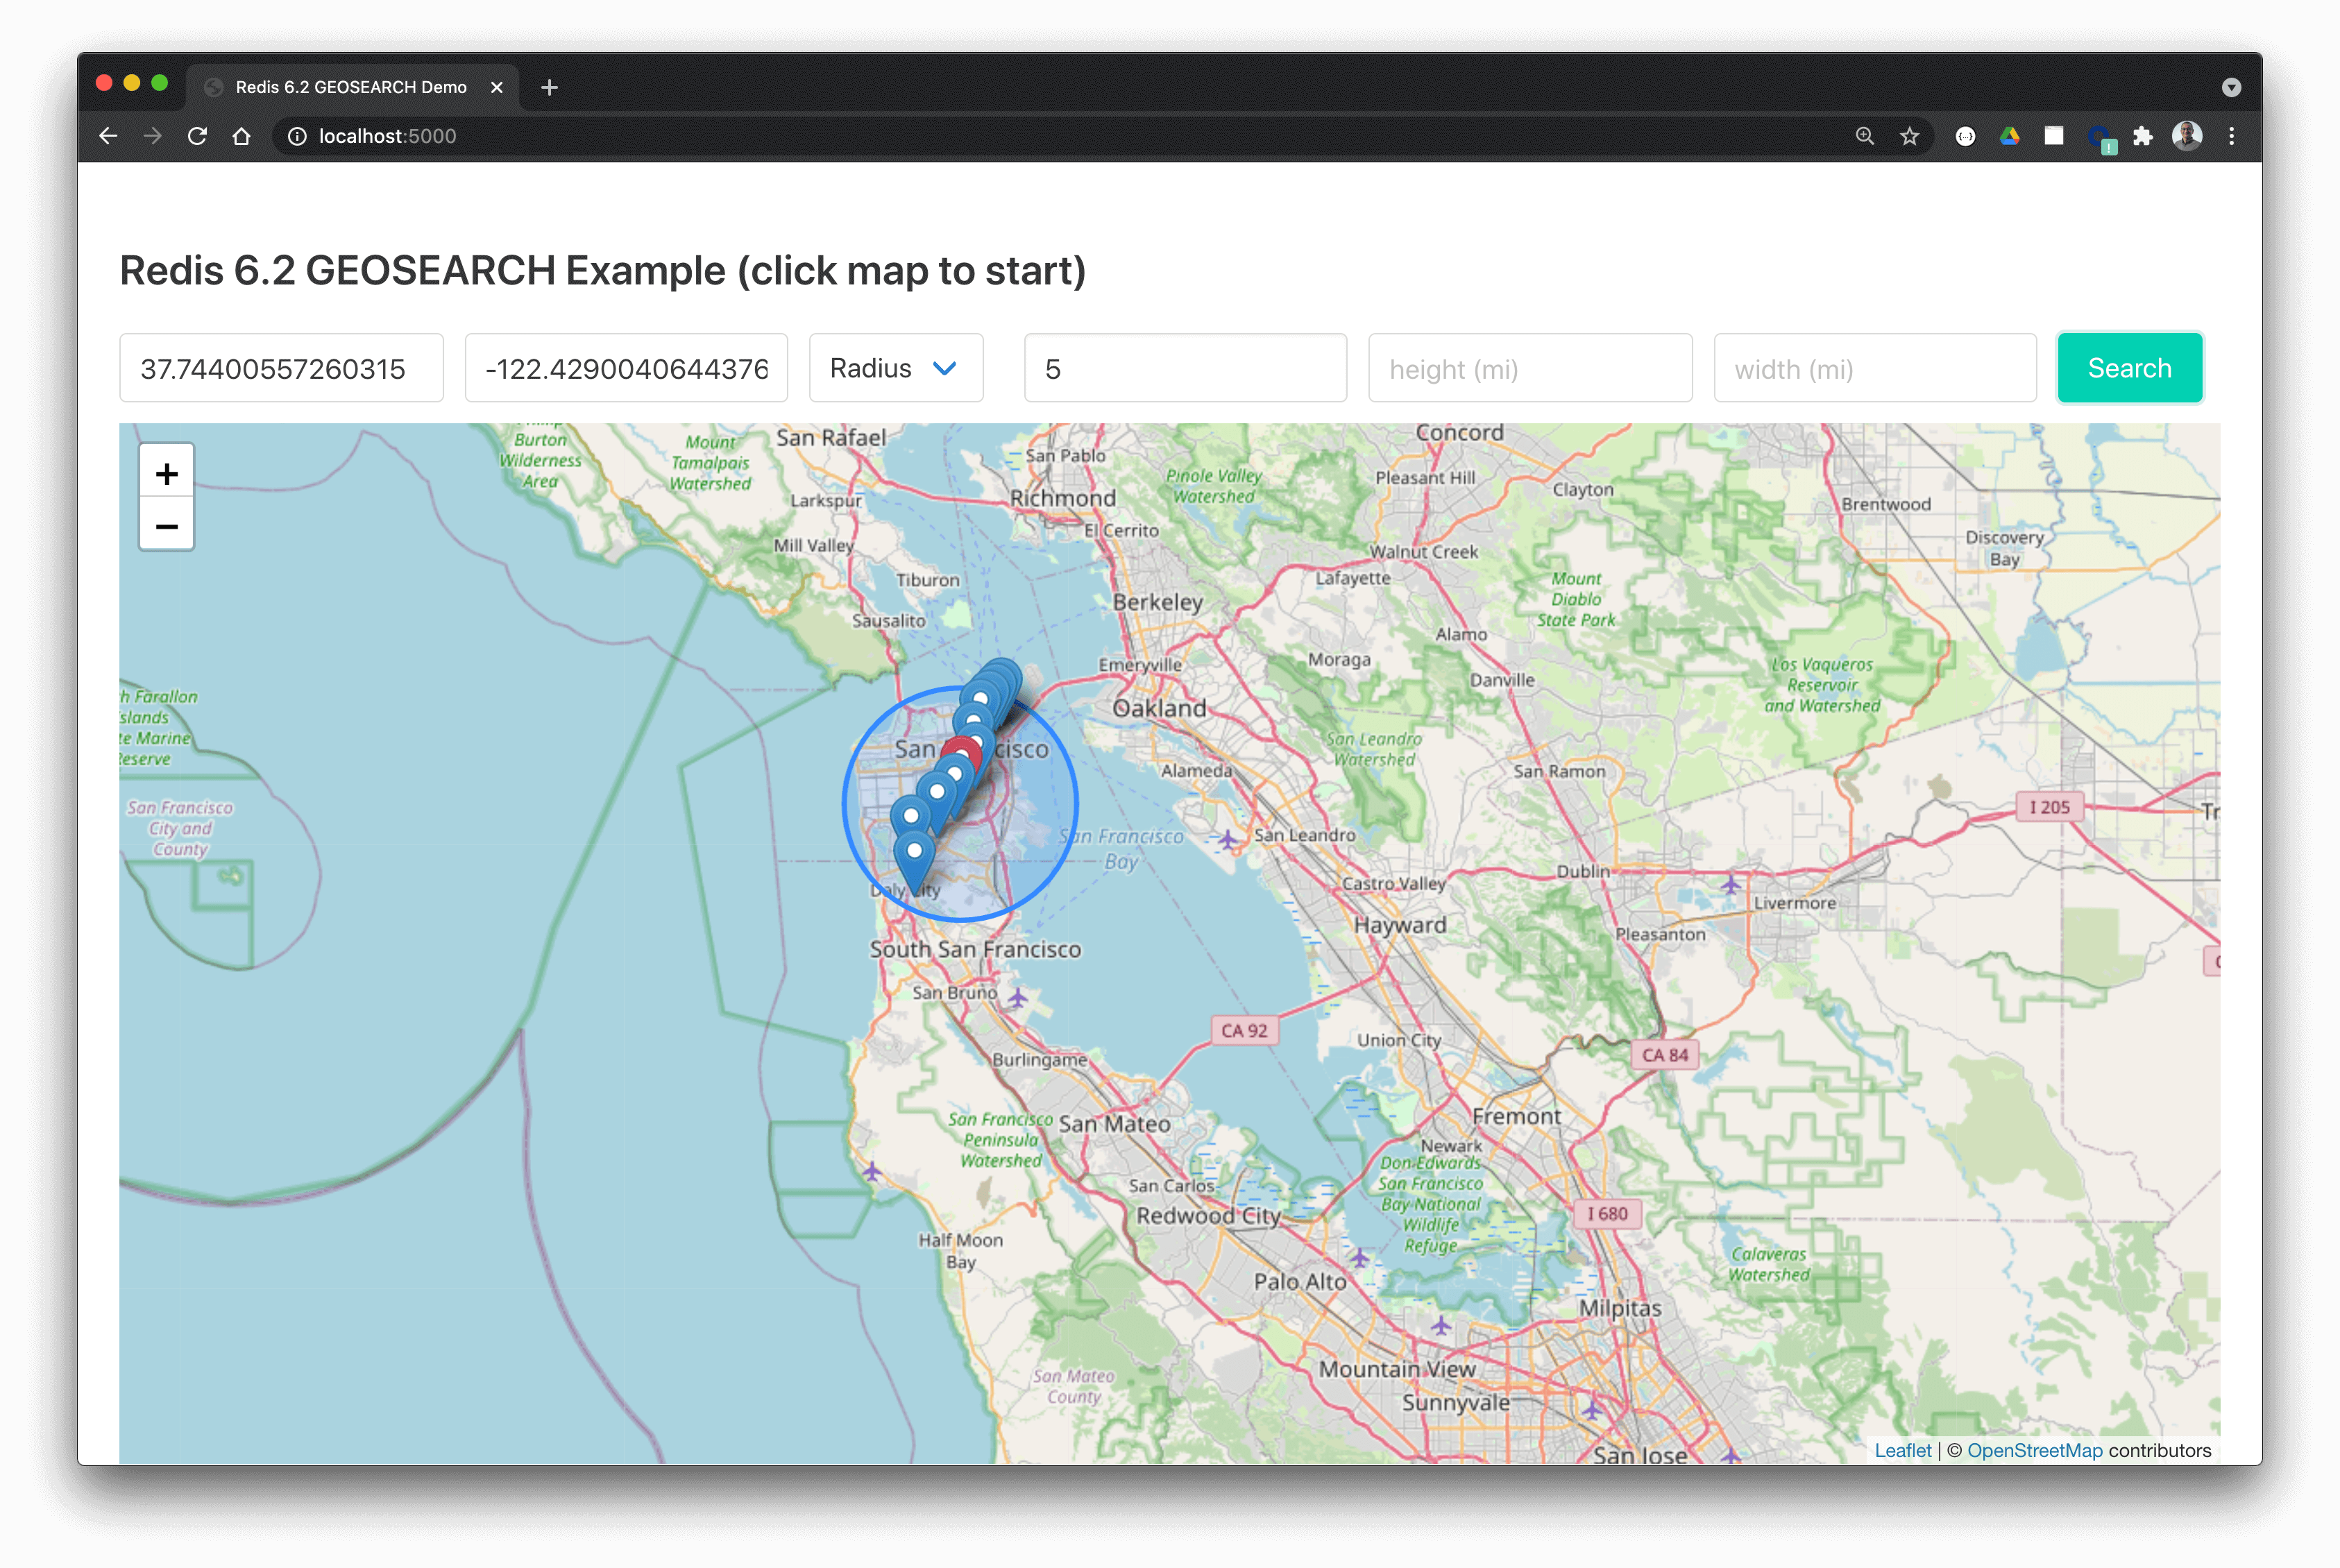 Redis 6.2 GEOSEARCH Demo
localhost:5000
Redis 6.2 GEOSEARCH Example (click map to start)
37.74400557260315
-122.4290040644376
Radius
5
height (mi)
width (mi)
Search
+
−
Burton
Wilderness
Area
Mount
Tamalpais
Watershed
San Rafael
Larkspur
Mill Valley
Tiburon
Sausalito
San Pablo
Richmond
El Cerrito
Pinole Valley
Watershed
Concord
Pleasant Hill
Clayton
Walnut Creek
Lafayette
Brentwood
Discovery
Bay
Mount
Diablo
State Park
Berkeley
Alamo
Emeryville
Moraga
Danville
Los Vaqueros
Reservoir
and Watershed
Oakland
San Leandro
Watershed
Alameda
San Ramon
h Farallon
slands
te Marine
Reserve
San Francisco
City and
County
San
cisco
San Francisco
Bay
San Leandro
I 205
Tr
Daly City
Castro Valley
Dublin
Livermore
Hayward
Pleasanton
South San Francisco
San Bruno
CA 92
Union City
CA 84
Burlingame
San Francisco
Peninsula
Watershed
San Mateo
Fremont
Newark
Don Edwards
San Francisco
Bay National
Wildlife
Refuge
San Carlos
Redwood City
I 680
Half Moon
Bay
Calaveras
Watershed
Palo Alto
Milpitas
Mountain View
San Mateo
County
Sunnyvale
San Jose
Leaflet | © OpenStreetMap contributors